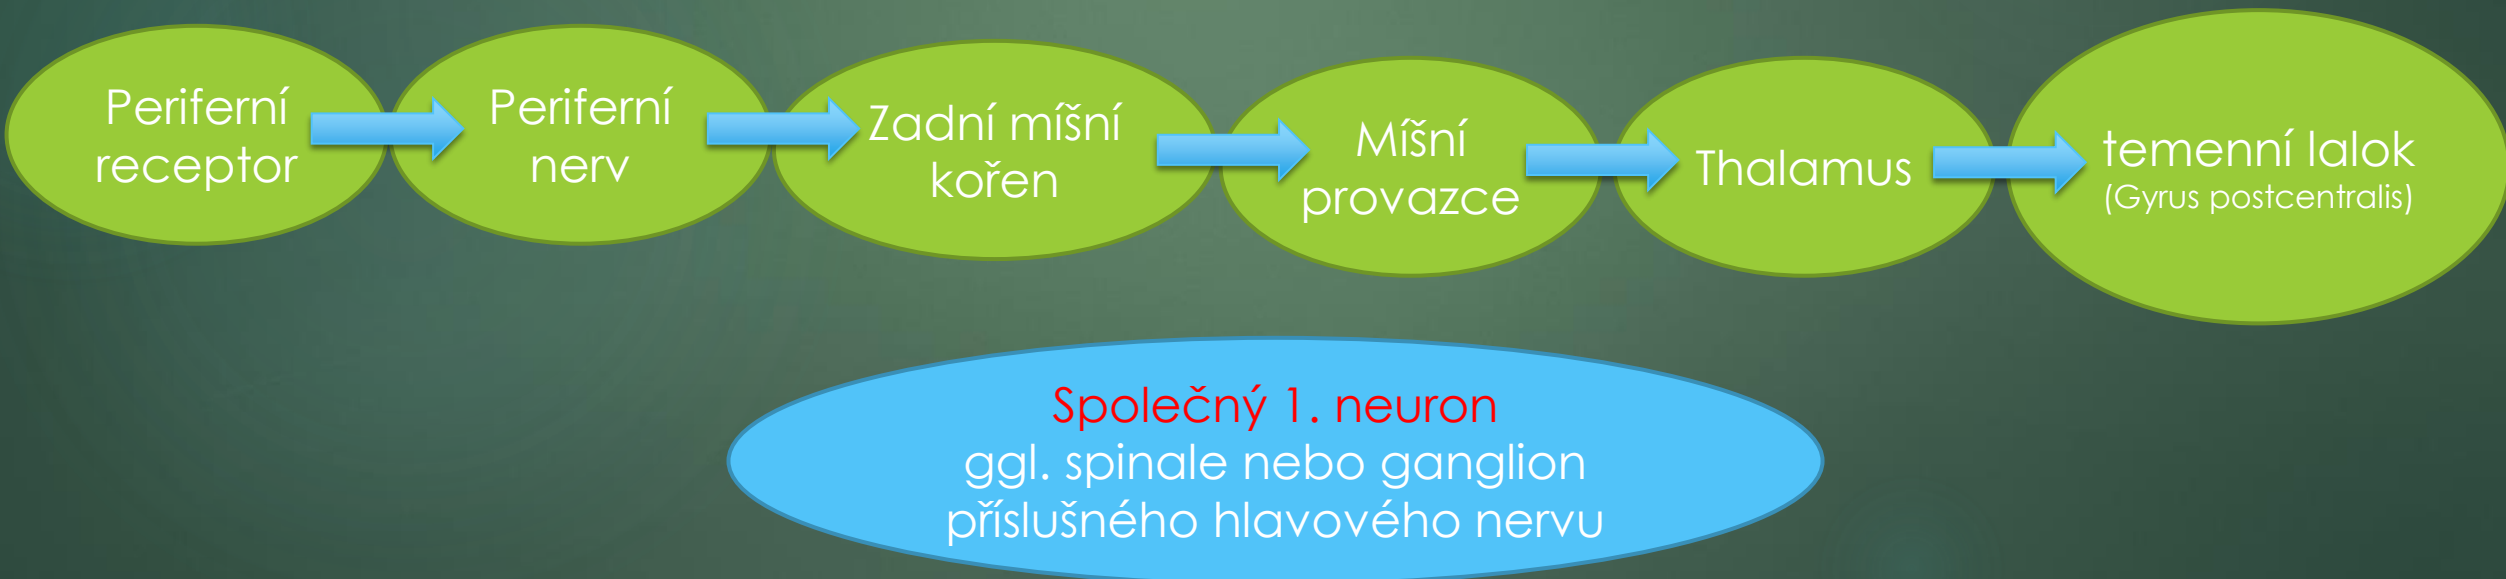 Periferní
receptor
Periferní
nerv
Zadní míšní
kořen
Míšní
provazce
Thalamus
temenní lalok
(Gyrus postcentralis)
Společný 1. neuron
ggl. spinale nebo ganglion
příslušného hlavového nervu